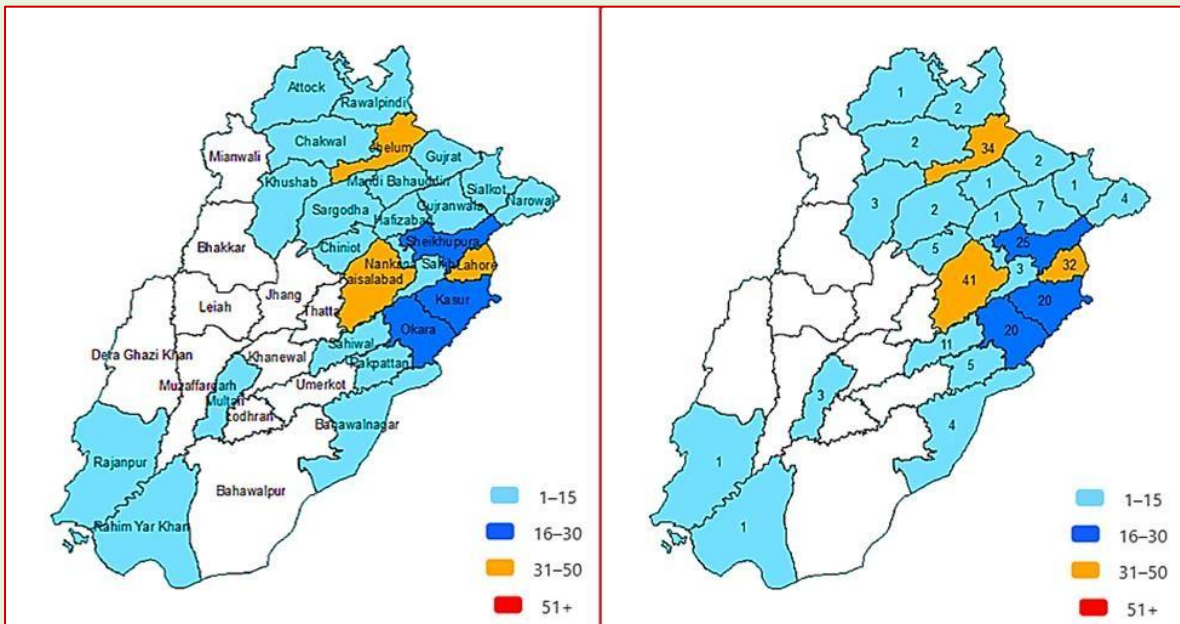 Attock
Rawalpindi
Chakwal
helum
Mianwali
Gujrat
Khushab
Mandi Bahauddin
Sialkot
Narowal
Sargodha
Gujranwala
Hafizabad
Bhakkar
Chiniot
Sheikhupura
Nankana
Sahib
Lahore
aisalabad
Jhang
Leiah
Thatta
Kasur
Okara
Sahiwal
Dera Ghazi Khan
Khanewal
Pakpattan
Muzaffargarh
Umerkot
Multan
Lodhran
Bahawalnagar
Rajanpur
Bahawalpur
Rahim Yar Khan
1–15
16–30
31–50
51+
1
2
2
34
2
3
1
1
4
2
1
7
5
25
3
32
41
20
20
11
5
3
4
1
1
1–15
16–30
31–50
51+